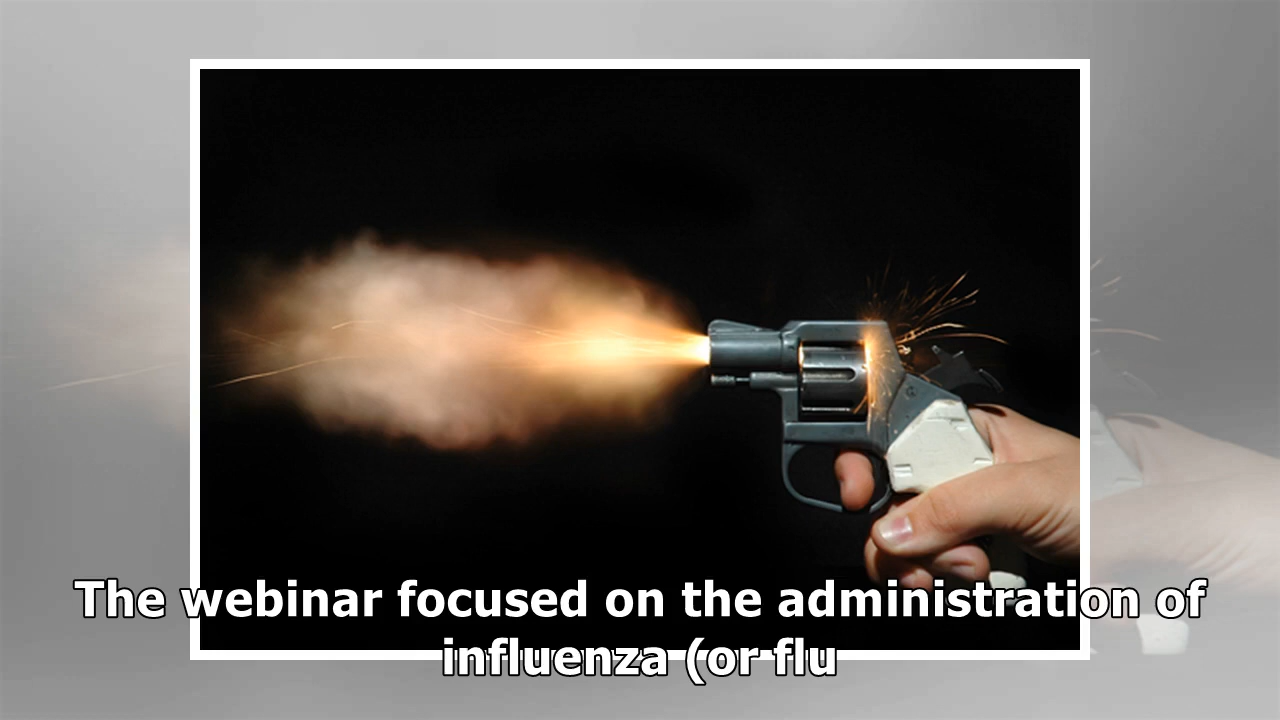 The webinar focused on the administration of
influenza (or flu